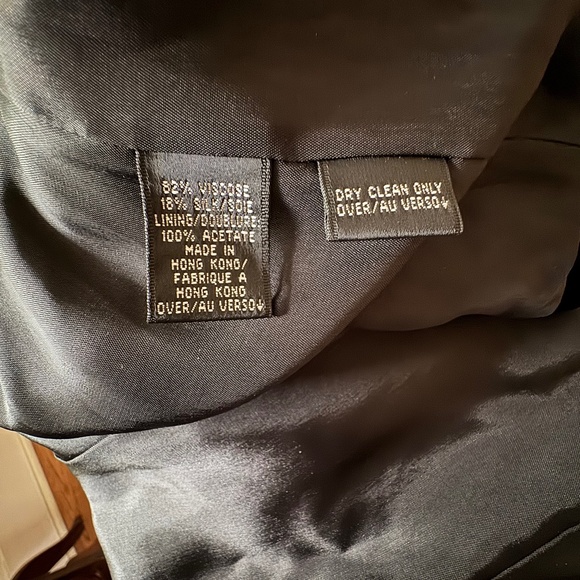 82% VISCOSE
18% SILK/SOIE
LINING/DOUBLURE:
100% ACETATE
MADE IN
HONG KONG/
FABRIQUE A
HONG KONG
OVER/AU VERSO↓
DRY CLEAN ONLY
OVER/AU VERSO↓